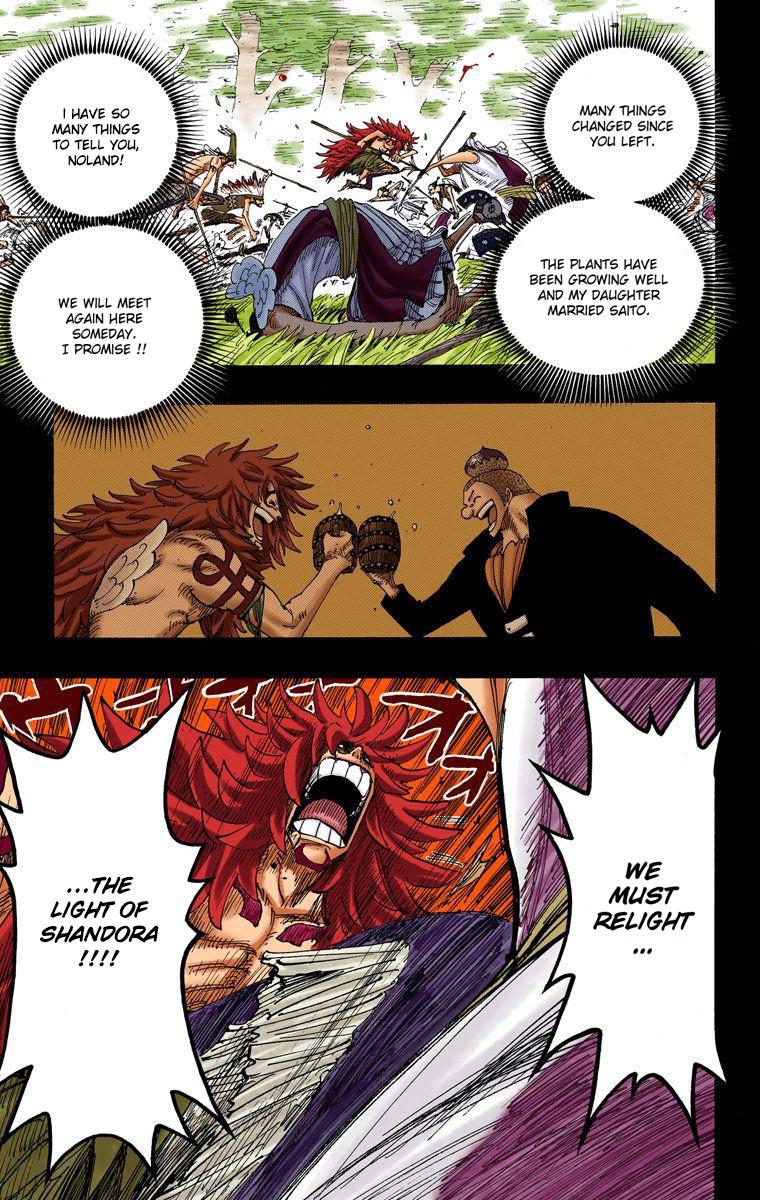 MANY THINGS
CHANGED SINCE
YOU LEFT.
THE PLANTS HAVE
BEEN GROWING WELL
AND MY DAUGHTER
MARRIED SAITO.
I HAVE SO
MANY THINGS
TO TELL YOU,
NOLAND!
WE WILL MEET
AGAIN HERE
SOMEDAY.
I PROMISE !!
WE
MUST
RELIGHT
...
...THE
LIGHT OF
SHANDORA
!!!!